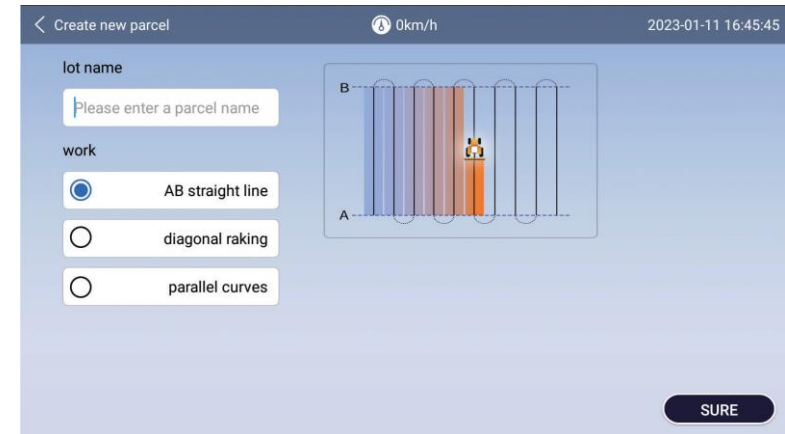 Create new parcel
0km/h
2023-01-11 16:45:45
lot name
Please enter a parcel name
work
AB straight line
diagonal raking
parallel curves
B
A
SURE